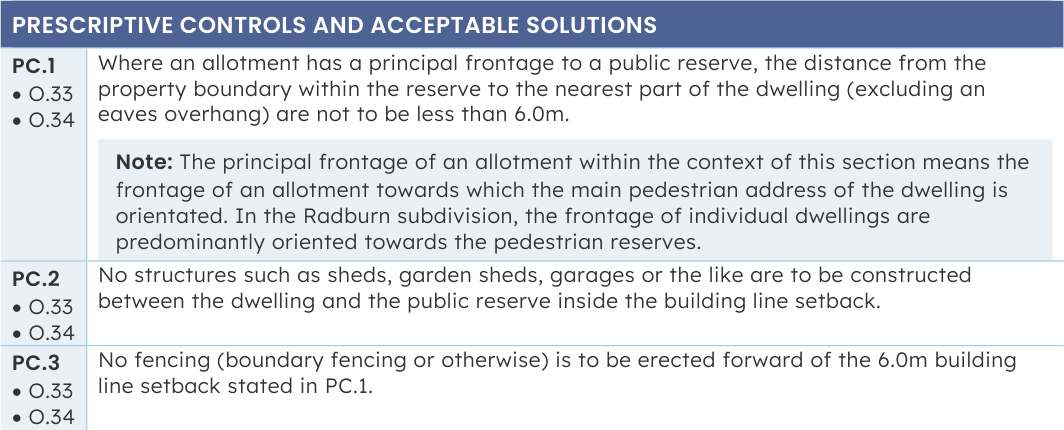 PRESCRIPTIVE CONTROLS AND ACCEPTABLE SOLUTIONS
PC.1
• O.33
• O.34
Where an allotment has a principal frontage to a public reserve, the distance from the
property boundary within the reserve to the nearest part of the dwelling (excluding an
eaves overhang) are not to be less than 6.0m.
Note: The principal frontage of an allotment within the context of this section means the
frontage of an allotment towards which the main pedestrian address of the dwelling is
orientated. In the Radburn subdivision, the frontage of individual dwellings are
predominantly oriented towards the pedestrian reserves.
PC.2
• O.33
• O.34
No structures such as sheds, garden sheds, garages or the like are to be constructed
between the dwelling and the public reserve inside the building line setback.
PC.3
• O.33
• O.34
No fencing (boundary fencing or otherwise) is to be erected forward of the 6.0m building
line setback stated in PC.1.